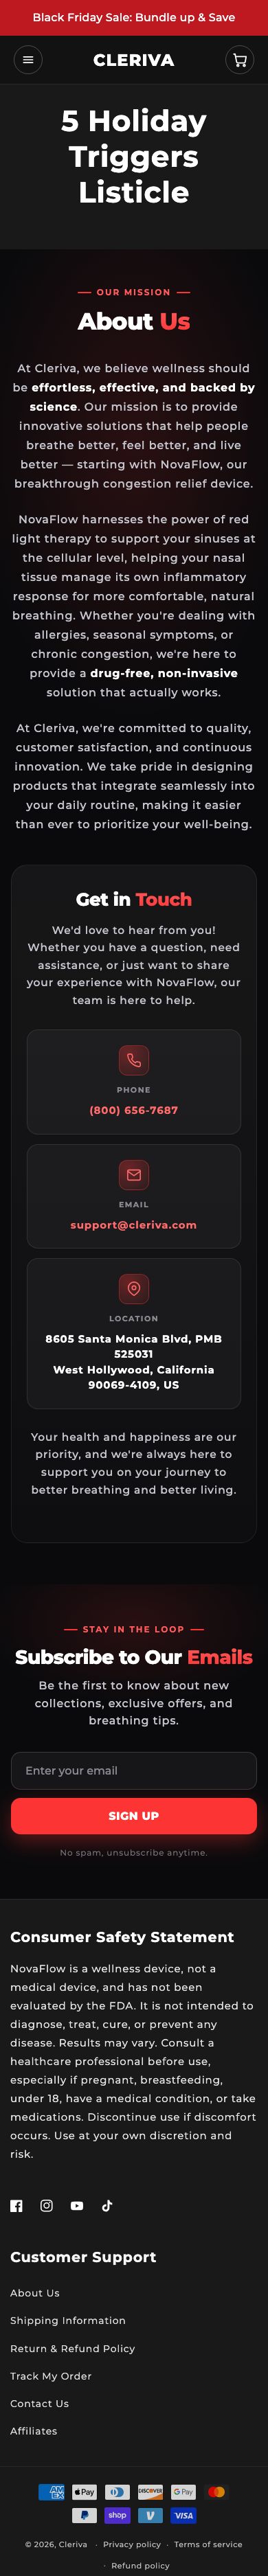 Black Friday Sale: Bundle up & Save
CLERIVA
5 Holiday
Triggers
Listicle
OUR MISSION
About Us
At Cleriva, we believe wellness should
be effortless, effective, and backed by
science. Our mission is to provide
innovative solutions that help people
breathe better, feel better, and live
better — starting with NovaFlow, our
breakthrough congestion relief device.
NovaFlow harnesses the power of red
light therapy to support your sinuses at
the cellular level, helping your nasal
tissue manage its own inflammatory
response for more comfortable, natural
breathing. Whether you're dealing with
allergies, seasonal symptoms, or
chronic congestion, we're here to
provide a drug-free, non-invasive
solution that actually works.
At Cleriva, we're committed to quality,
customer satisfaction, and continuous
innovation. We take pride in designing
products that integrate seamlessly into
your daily routine, making it easier
than ever to prioritize your well-being.
Get in Touch
We'd love to hear from you!
Whether you have a question, need
assistance, or just want to share
your experience with NovaFlow, our
team is here to help.
PHONE
(800) 656-7687
EMAIL
support@cleriva.com
LOCATION
8605 Santa Monica Blvd, PMB
525031
West Hollywood, California
90069-4109, US
Your health and happiness are our
priority, and we're always here to
support you on your journey to
better breathing and better living.
STAY IN THE LOOP
Subscribe to Our Emails
Be the first to know about new
collections, exclusive offers, and
breathing tips.
Enter your email
SIGN UP
No spam, unsubscribe anytime.
Consumer Safety Statement
NovaFlow is a wellness device, not a
medical device, and has not been
evaluated by the FDA. It is not intended to
diagnose, treat, cure, or prevent any
disease. Results may vary. Consult a
healthcare professional before use,
especially if pregnant, breastfeeding,
under 18, have a medical condition, or take
medications. Discontinue use if discomfort
occurs. Use at your own discretion and
risk.
Customer Support
About Us
Shipping Information
Return & Refund Policy
Track My Order
Contact Us
Affiliates
AMEX Pay DISCOVER G Pay
shop VISA
© 2026, Cleriva · Privacy policy · Terms of service
· Refund policy